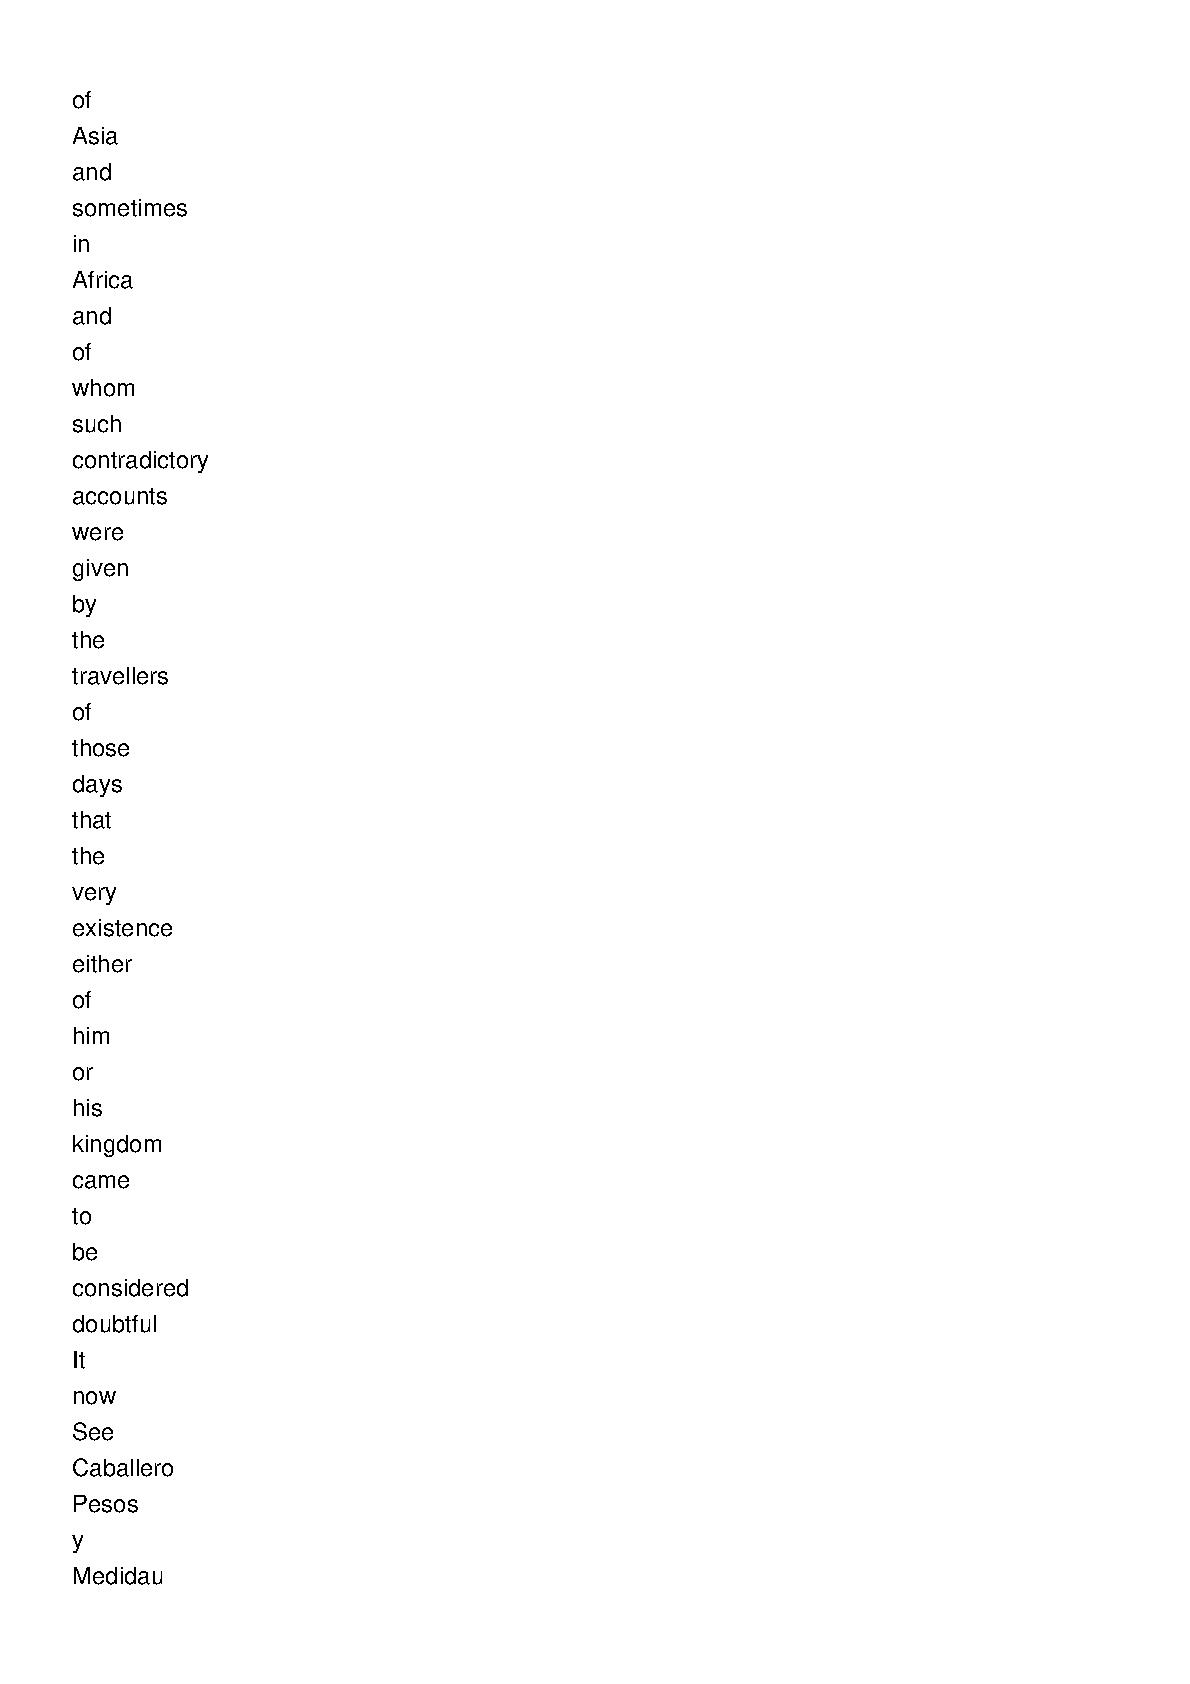 of
Asia
and
sometimes
in
Africa
and
of
whom
such
contradictory
accounts
were
given
by
the
travellers
of
those
days
that
the
very
existence
either
of
him
or
his
kingdom
came
to
be
considered
doubtful
It
now
See
Caballero
Pesos
y
Medidau